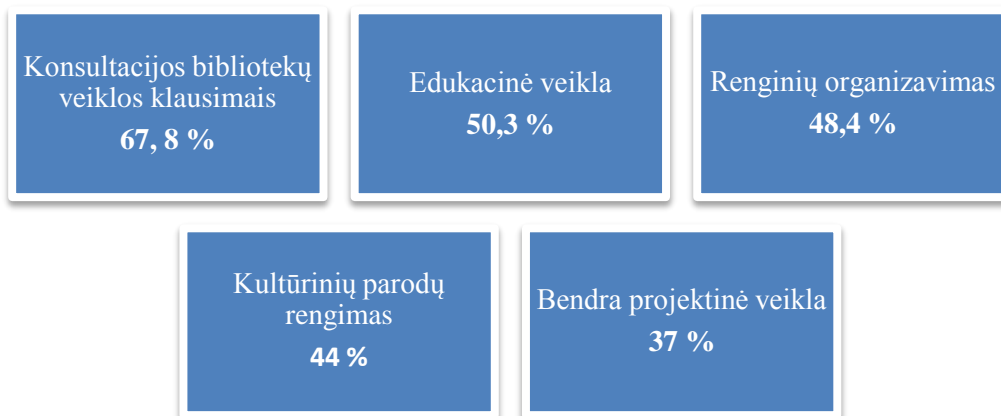 Konsultacijos bibliotekų
veiklos klausimais
67, 8 %
Edukacinė veikla
50,3 %
Renginių organizavimas
48,4 %
Kultūrinių parodų
rengimas
44 %
Bendra projektinė veikla
37 %